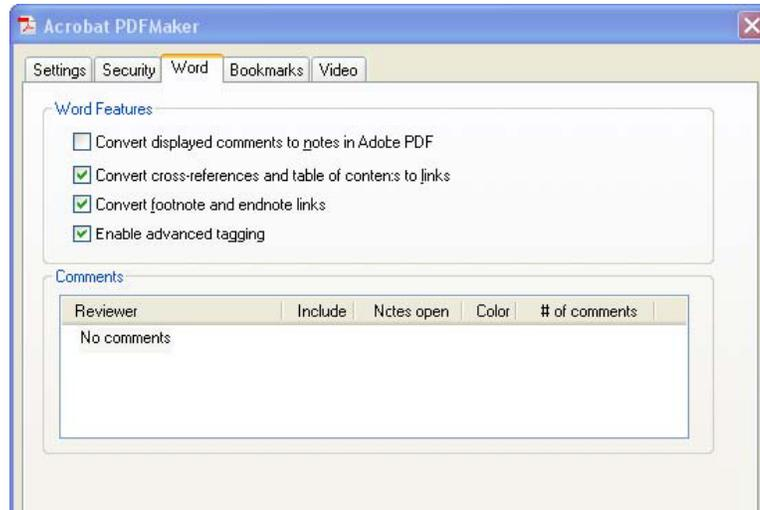 Acrobat PDFMaker
Settings Security Word Bookmarks Video
Word Features
Convert displayed comments to notes in Adobe PDF
Convert cross-references and table of contents to links
Convert footnote and endnote links
Enable advanced tagging
Comments
Reviewer Include Notes open Color # of comments
No comments